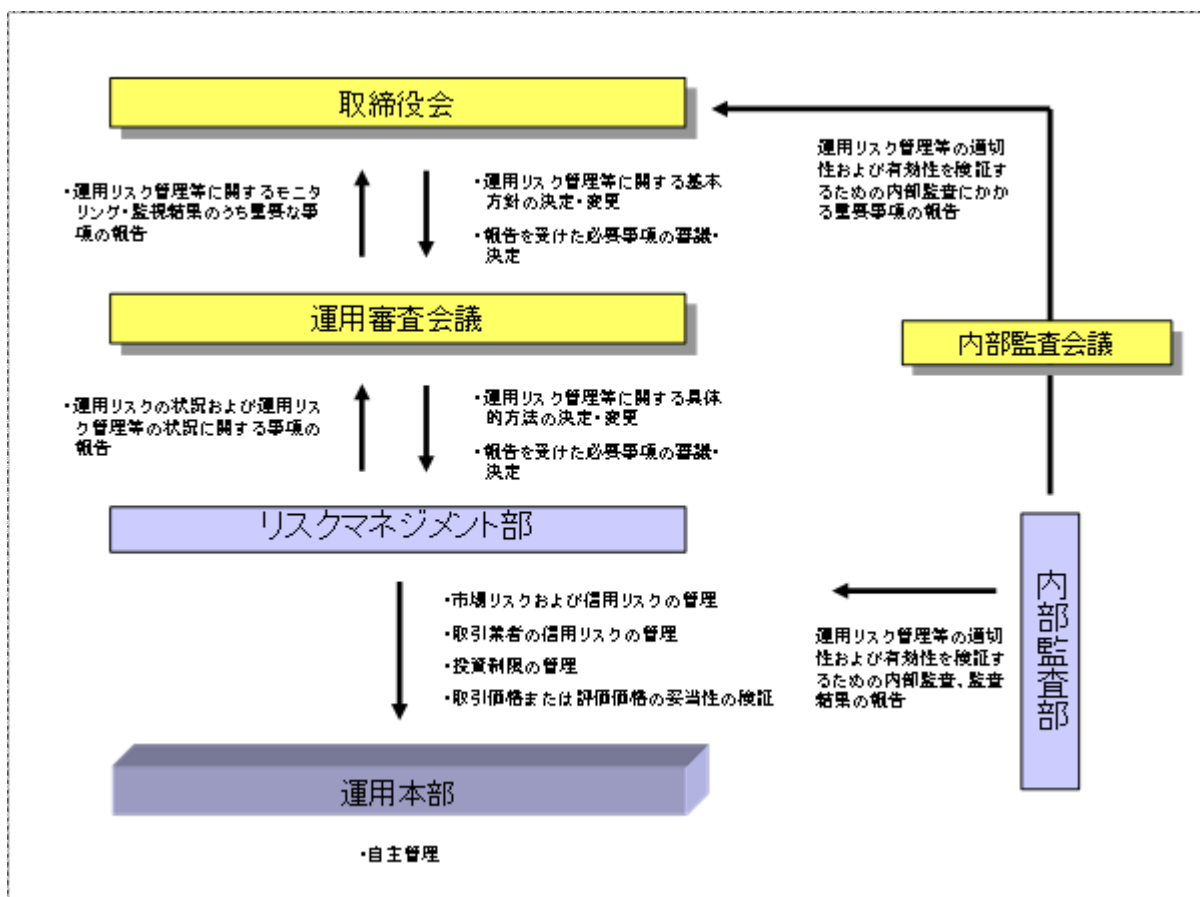 取締役会
・運用リスク管理等に関するモニ
タリング・監視結果のうち重要な事
項の報告
・運用リスク管理等に関する基本
方針の決定・変更
・報告を受けた必要事項の審議・
決定
運用リスク管理等の適切
性および有効性を検証す
るための内部監査にかか
る重要事項の報告
運用審査会議
内部監査会議
・運用リスクの状況および運用リス
ク管理等の状況に関する事項の
報告
・運用リスク管理等に関する具体
的方法の決定・変更
・報告を受けた必要事項の審議・
決定
リスクマネジメント部
内部監査部
・市場リスクおよび信用リスクの管理
・取引業者の信用リスクの管理
・投資制限の管理
・取引価格または評価価格の妥当性の検証
運用リスク管理等の適切
性および有効性を検証す
るための内部監査、監査
結果の報告
運用本部
・自主管理